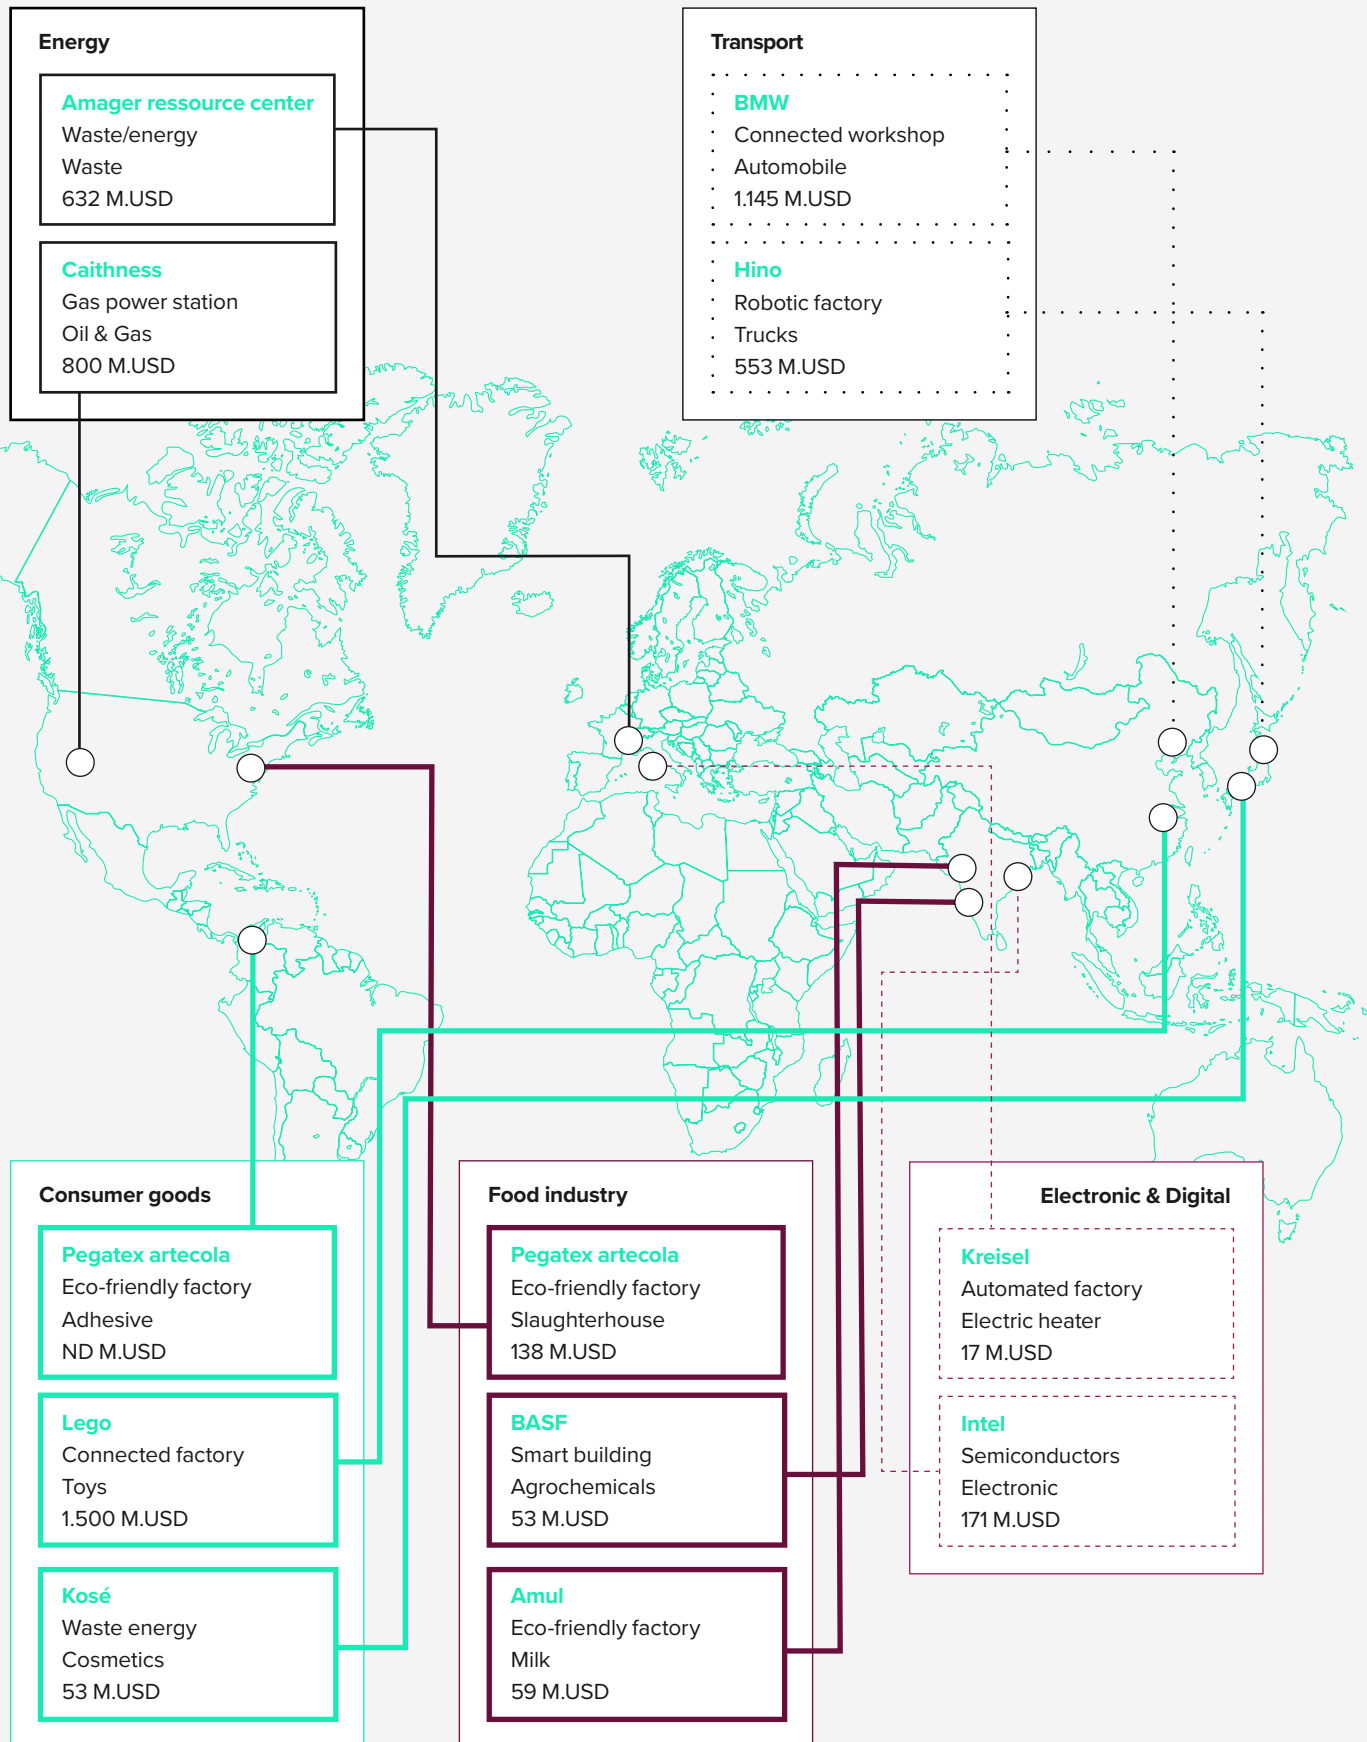 Energy
Amager ressource center
Waste/energy
Waste
632 M.USD
Caithness
Gas power station
Oil & Gas
800 M.USD
Transport
BMW
Connected workshop
Automobile
1.145 M.USD
Hino
Robotic factory
Trucks
553 M.USD
Consumer goods
Pegatex artecola
Eco-friendly factory
Adhesive
ND M.USD
Lego
Connected factory
Toys
1.500 M.USD
Kosé
Waste energy
Cosmetics
53 M.USD
Food industry
Pegatex artecola
Eco-friendly factory
Slaughterhouse
138 M.USD
BASF
Smart building
Agrochemicals
53 M.USD
Amul
Eco-friendly factory
Milk
59 M.USD
Electronic & Digital
Kreisel
Automated factory
Electric heater
17 M.USD
Intel
Semiconductors
Electronic
171 M.USD